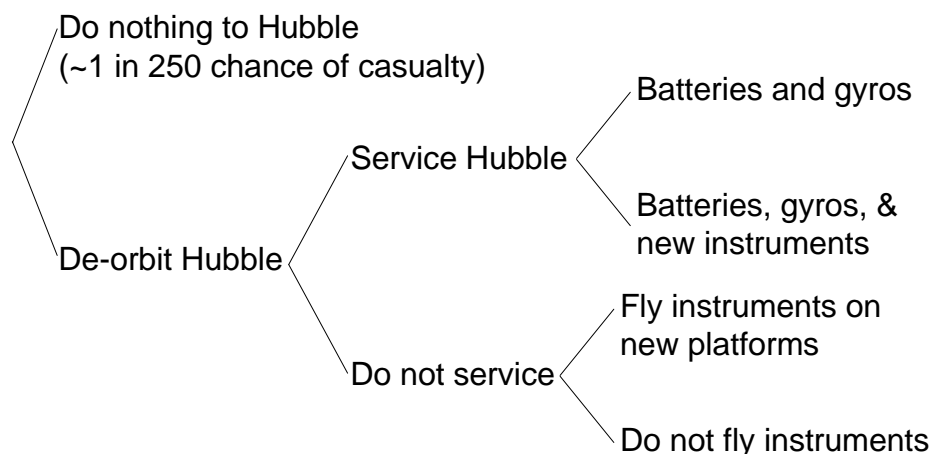 Do nothing to Hubble
(~1 in 250 chance of casualty)
Batteries and gyros
Service Hubble
Batteries, gyros, &
new instruments
De-orbit Hubble
Fly instruments on
new platforms
Do not service
Do not fly instruments